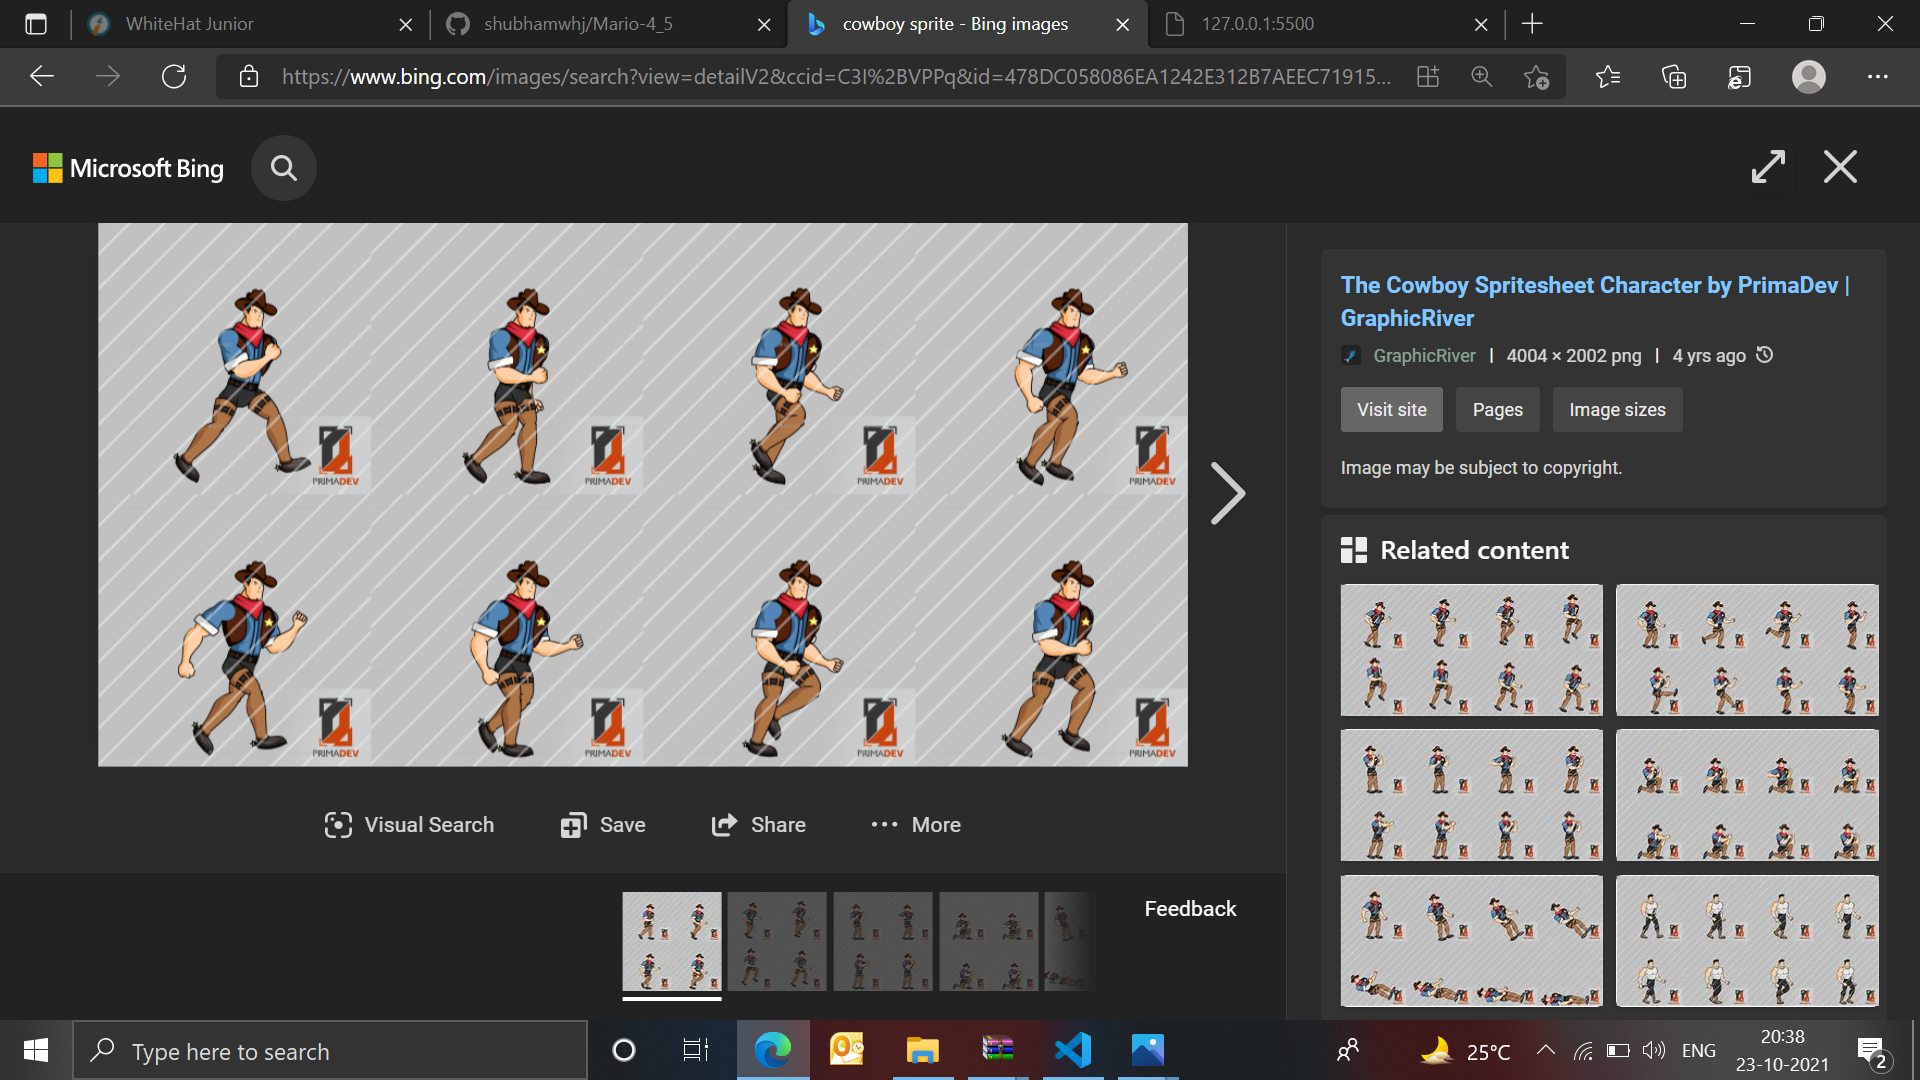 WhiteHat Junior
shubhamwhj/Mario-4_5
cowboy sprite - Bing images
127.0.0.1:5500
https://www.bing.com/images/search?view=detailV2&ccid=C3I%2BVPPq&id=478DC058086EA1242E312B7AEEC71915...
Microsoft Bing
PRIMADEV PRIMADEV PRIMADEV PRIMADEV
PRIMADEV PRIMADEV PRIMADEV PRIMADEV
Visual Search
Save
Share
More
Feedback
The Cowboy Spritesheet Character by PrimaDev |
GraphicRiver
GraphicRiver | 4004 × 2002 png | 4 yrs ago
Visit site
Pages
Image sizes
Image may be subject to copyright.
Related content
Type here to search
25°C
ENG
20:38
23-10-2021
2